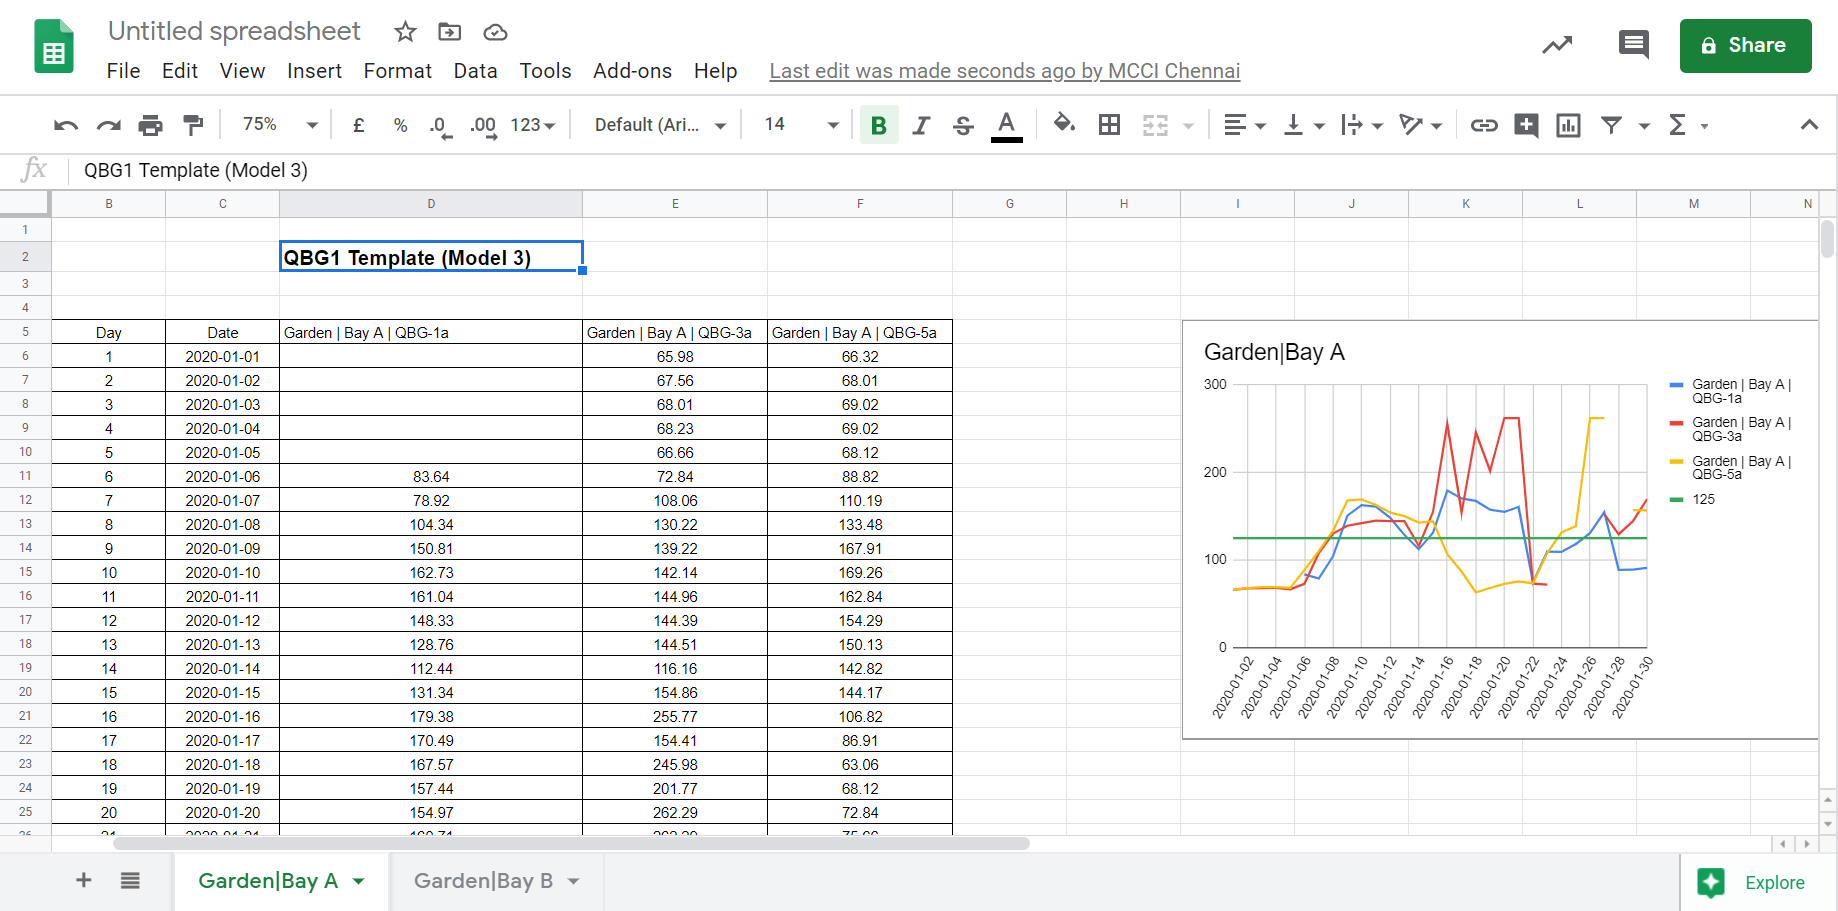 Untitled spreadsheet
File Edit View Insert Format Data Tools Add-ons Help Last edit was made seconds ago by MCCI Chennai
Share
75% £ % .0 .00 123 Default (Ari... 14 B I S A Σ
fx QBG1 Template (Model 3)
B C D E F G H I J K L M N
1
2 QBG1 Template (Model 3)
3
4
5 Day Date Garden | Bay A | QBG-1a Garden | Bay A | QBG-3a Garden | Bay A | QBG-5a
6 1 2020-01-01 65.98 66.32
7 2 2020-01-02 67.56 68.01
8 3 2020-01-03 68.01 69.02
9 4 2020-01-04 68.23 69.02
10 5 2020-01-05 66.66 68.12
11 6 2020-01-06 83.64 72.84 88.82
12 7 2020-01-07 78.92 108.06 110.19
13 8 2020-01-08 104.34 130.22 133.48
14 9 2020-01-09 150.81 139.22 167.91
15 10 2020-01-10 162.73 142.14 169.26
16 11 2020-01-11 161.04 144.96 162.84
17 12 2020-01-12 148.33 144.39 154.29
18 13 2020-01-13 128.76 144.51 150.13
19 14 2020-01-14 112.44 116.16 142.82
20 15 2020-01-15 131.34 154.86 144.17
21 16 2020-01-16 179.38 255.77 106.82
22 17 2020-01-17 170.49 154.41 86.91
23 18 2020-01-18 167.57 245.98 63.06
24 19 2020-01-19 157.44 201.77 68.12
25 20 2020-01-20 154.97 262.29 72.84
Garden|Bay A
300
200
100
0
2020-01-02 2020-01-04 2020-01-06 2020-01-08 2020-01-10 2020-01-12 2020-01-14 2020-01-16 2020-01-18 2020-01-20 2020-01-22 2020-01-24 2020-01-26 2020-01-28 2020-01-30
Garden | Bay A |
QBG-1a
Garden | Bay A |
QBG-3a
Garden | Bay A |
QBG-5a
125
+ Garden|Bay A Garden|Bay B Explore